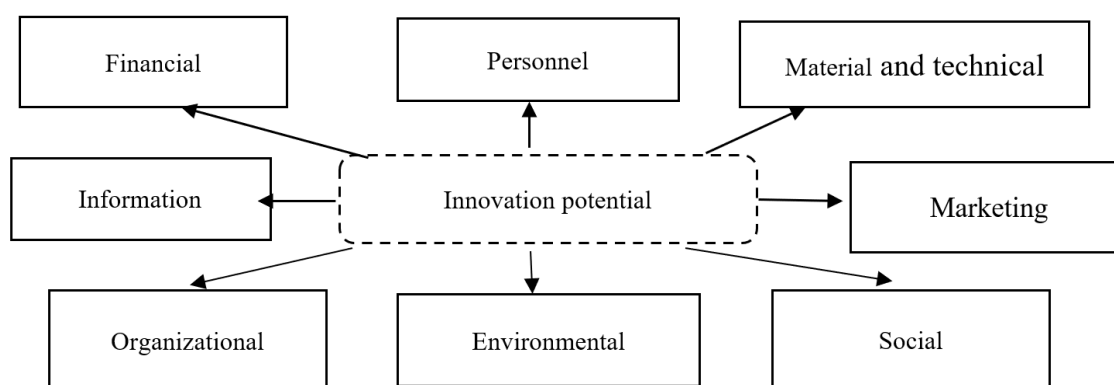 Financial
Personnel
Material and technical
Information
Innovation potential
Marketing
Organizational
Environmental
Social